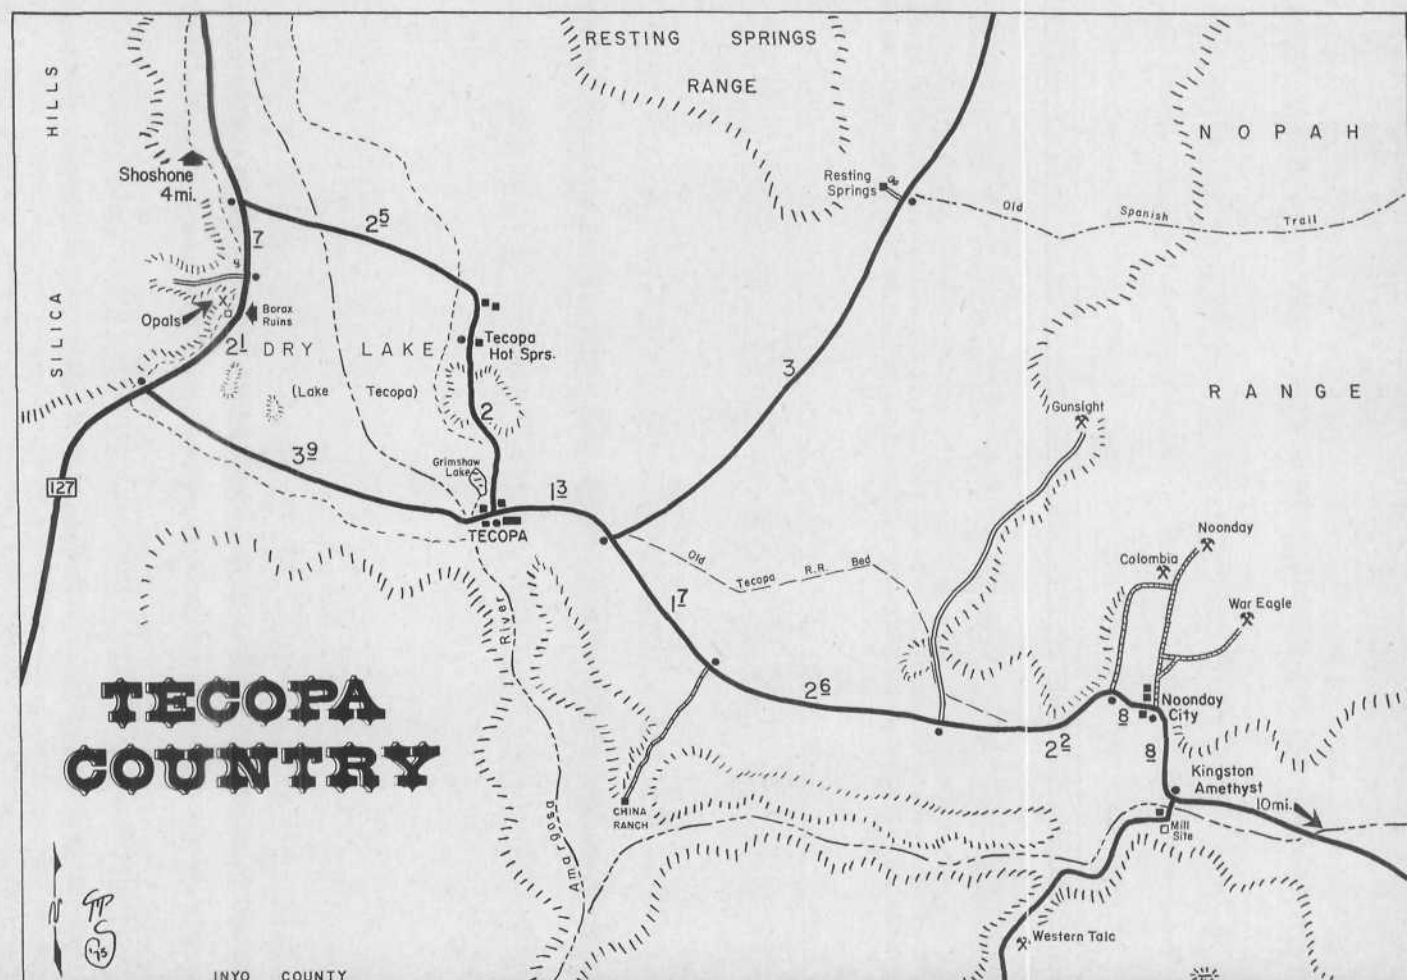 RESTING SPRINGS
RANGE
HILLS
NOPAH
Shoshone
4 mi.
Resting
Springs
Old Spanish Trail
2 5
7
Opals
X
Borax
Ruins
SILICA
2 1
DRY LAKE
(Lake Tecopa)
Tecopa
Hot Sprs.
3
RANGE
2
Gunsight
3 9
Grimshaw
Lake
127
1 3
TECOPA
Noonday
Colombia
Old Tecopa R.R. Bed
War Eagle
1 7
River
2 6
TECOPA
COUNTRY
Noonday
City
8
2 2
8
Kingston
Amethyst
10 mi.
CHINA
RANCH
Mill
Site
Amagosa
N
'75
Western Talc
INYO COUNTY